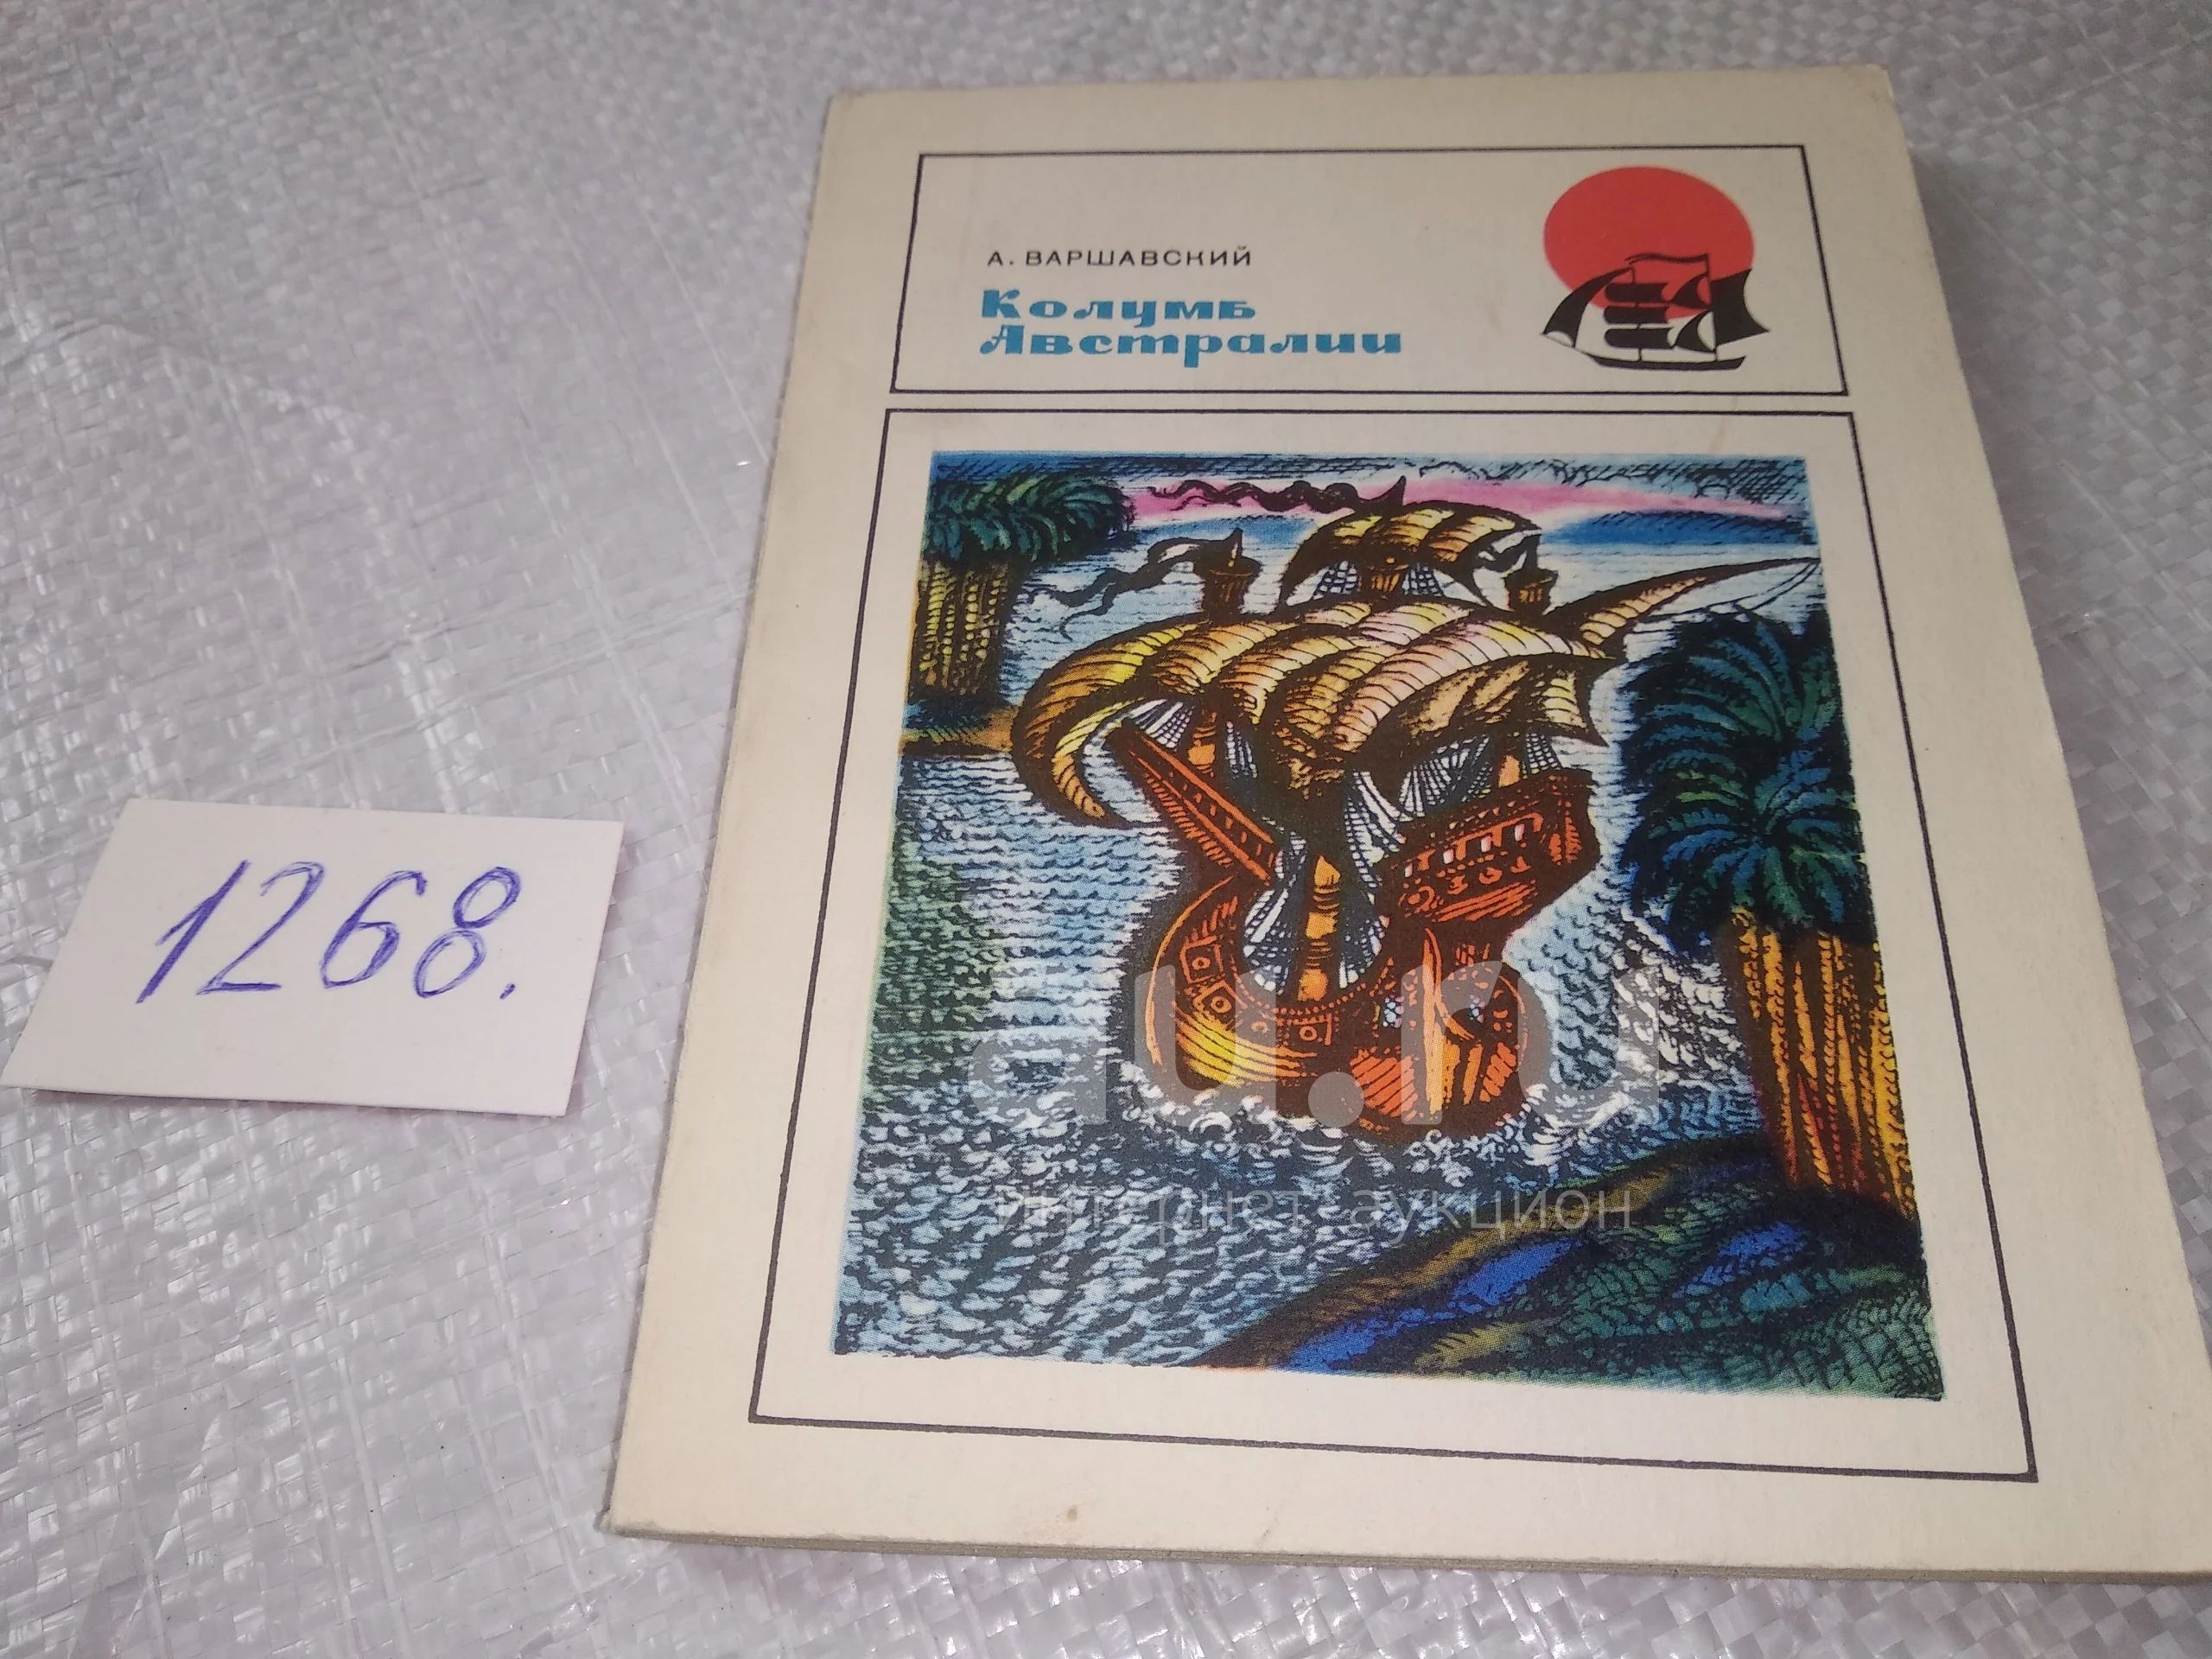 А. ВАРШАВСКИЙ
Колумб
Австралии
1268.
au.ru
интернет аукцион